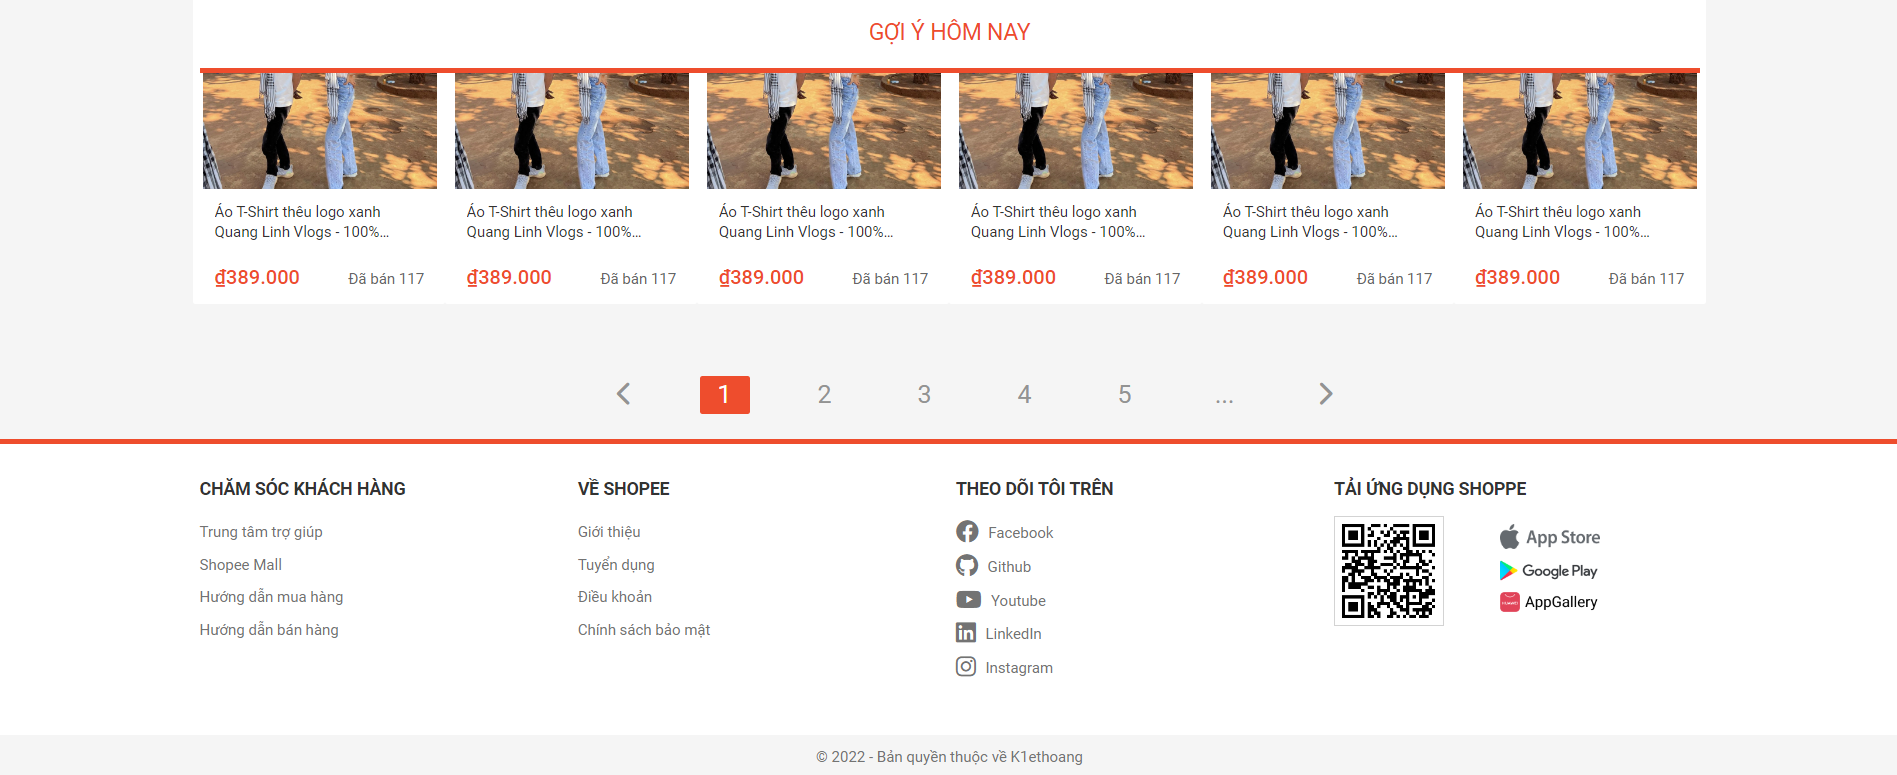 GỢI Ý HÔM NAY
Áo T-Shirt thêu logo xanh
Quang Linh Vlogs - 100%...
₫389.000 Đã bán 117
Áo T-Shirt thêu logo xanh
Quang Linh Vlogs - 100%...
₫389.000 Đã bán 117
Áo T-Shirt thêu logo xanh
Quang Linh Vlogs - 100%...
₫389.000 Đã bán 117
Áo T-Shirt thêu logo xanh
Quang Linh Vlogs - 100%...
₫389.000 Đã bán 117
Áo T-Shirt thêu logo xanh
Quang Linh Vlogs - 100%...
₫389.000 Đã bán 117
Áo T-Shirt thêu logo xanh
Quang Linh Vlogs - 100%...
₫389.000 Đã bán 117
1 2 3 4 5 ...
CHĂM SÓC KHÁCH HÀNG
Trung tâm trợ giúp
Shopee Mall
Hướng dẫn mua hàng
Hướng dẫn bán hàng
VỀ SHOPEE
Giới thiệu
Tuyển dụng
Điều khoản
Chính sách bảo mật
THEO DÕI TÔI TRÊN
Facebook
Github
Youtube
LinkedIn
Instagram
TẢI ỨNG DỤNG SHOPPE
App Store
Google Play
AppGallery
© 2022 - Bản quyền thuộc về K1ethoang